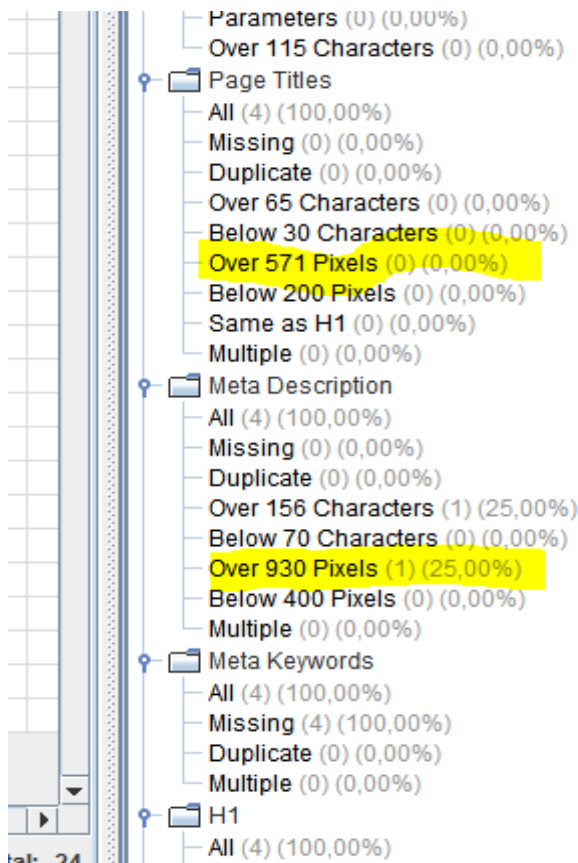 Parameters (0) (0,00%)
Over 115 Characters (0) (0,00%)
Page Titles
All (4) (100,00%)
Missing (0) (0,00%)
Duplicate (0) (0,00%)
Over 65 Characters (0) (0,00%)
Below 30 Characters (0) (0,00%)
Over 571 Pixels (0) (0,00%)
Below 200 Pixels (0) (0,00%)
Same as H1 (0) (0,00%)
Multiple (0) (0,00%)
Meta Description
All (4) (100,00%)
Missing (0) (0,00%)
Duplicate (0) (0,00%)
Over 156 Characters (1) (25,00%)
Below 70 Characters (0) (0,00%)
Over 930 Pixels (1) (25,00%)
Below 400 Pixels (0) (0,00%)
Multiple (0) (0,00%)
Meta Keywords
All (4) (100,00%)
Missing (4) (100,00%)
Duplicate (0) (0,00%)
Multiple (0) (0,00%)
H1
All (4) (100,00%)